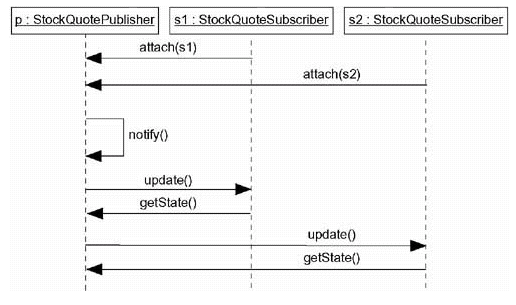 p : StockQuotePublisher
s1 : StockQuoteSubscriber
s2 : StockQuoteSubscriber
attach(s1)
attach(s2)
notify()
update()
getState()
update()
getState()